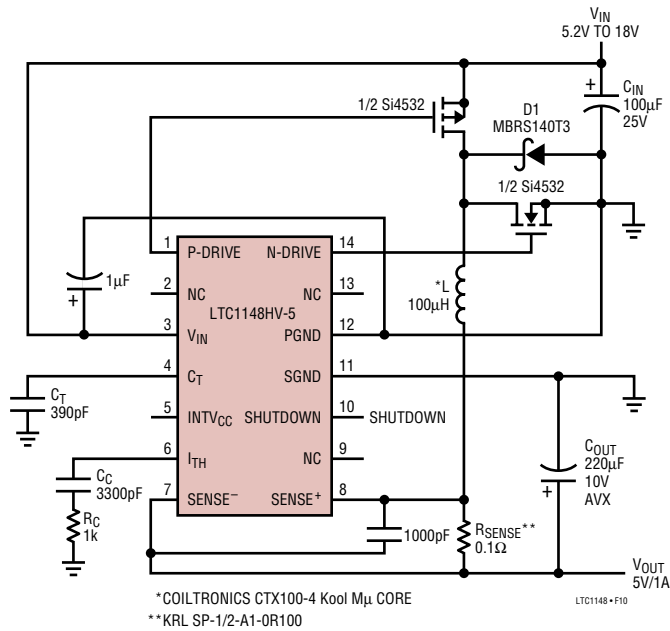 VIN
5.2V TO 18V
1/2 Si4532
+
CIN
100µF
25V
D1
MBRS140T3
1/2 Si4532
1µF
+
1
P-DRIVE
N-DRIVE
14
2
NC
NC
13
LTC1148HV-5
3
VIN
PGND
12
4
CT
SGND
11
5
INTVCC
SHUTDOWN
10
SHUTDOWN
6
ITH
NC
9
7
SENSE–
SENSE+
8
*L
100µH
CT
390pF
CC
3300pF
RC
1k
1000pF
RSENSE**
0.1Ω
COUT
220µF
10V
AVX
+
VOUT
5V/1A
*COILTRONICS CTX100-4 Kool Mµ CORE
**KRL SP-1/2-A1-0R100
LTC1148 • F10